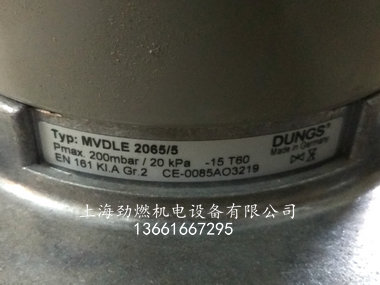 Typ: MVDLE 2065/5
DUNGS®
Pmax. 200mbar / 20 kPa -15 T60
Made in Germany
EN 161 Kl.A Gr.2 CE-0085AO3219
上海劲燃机电设备有限公司
13661667295